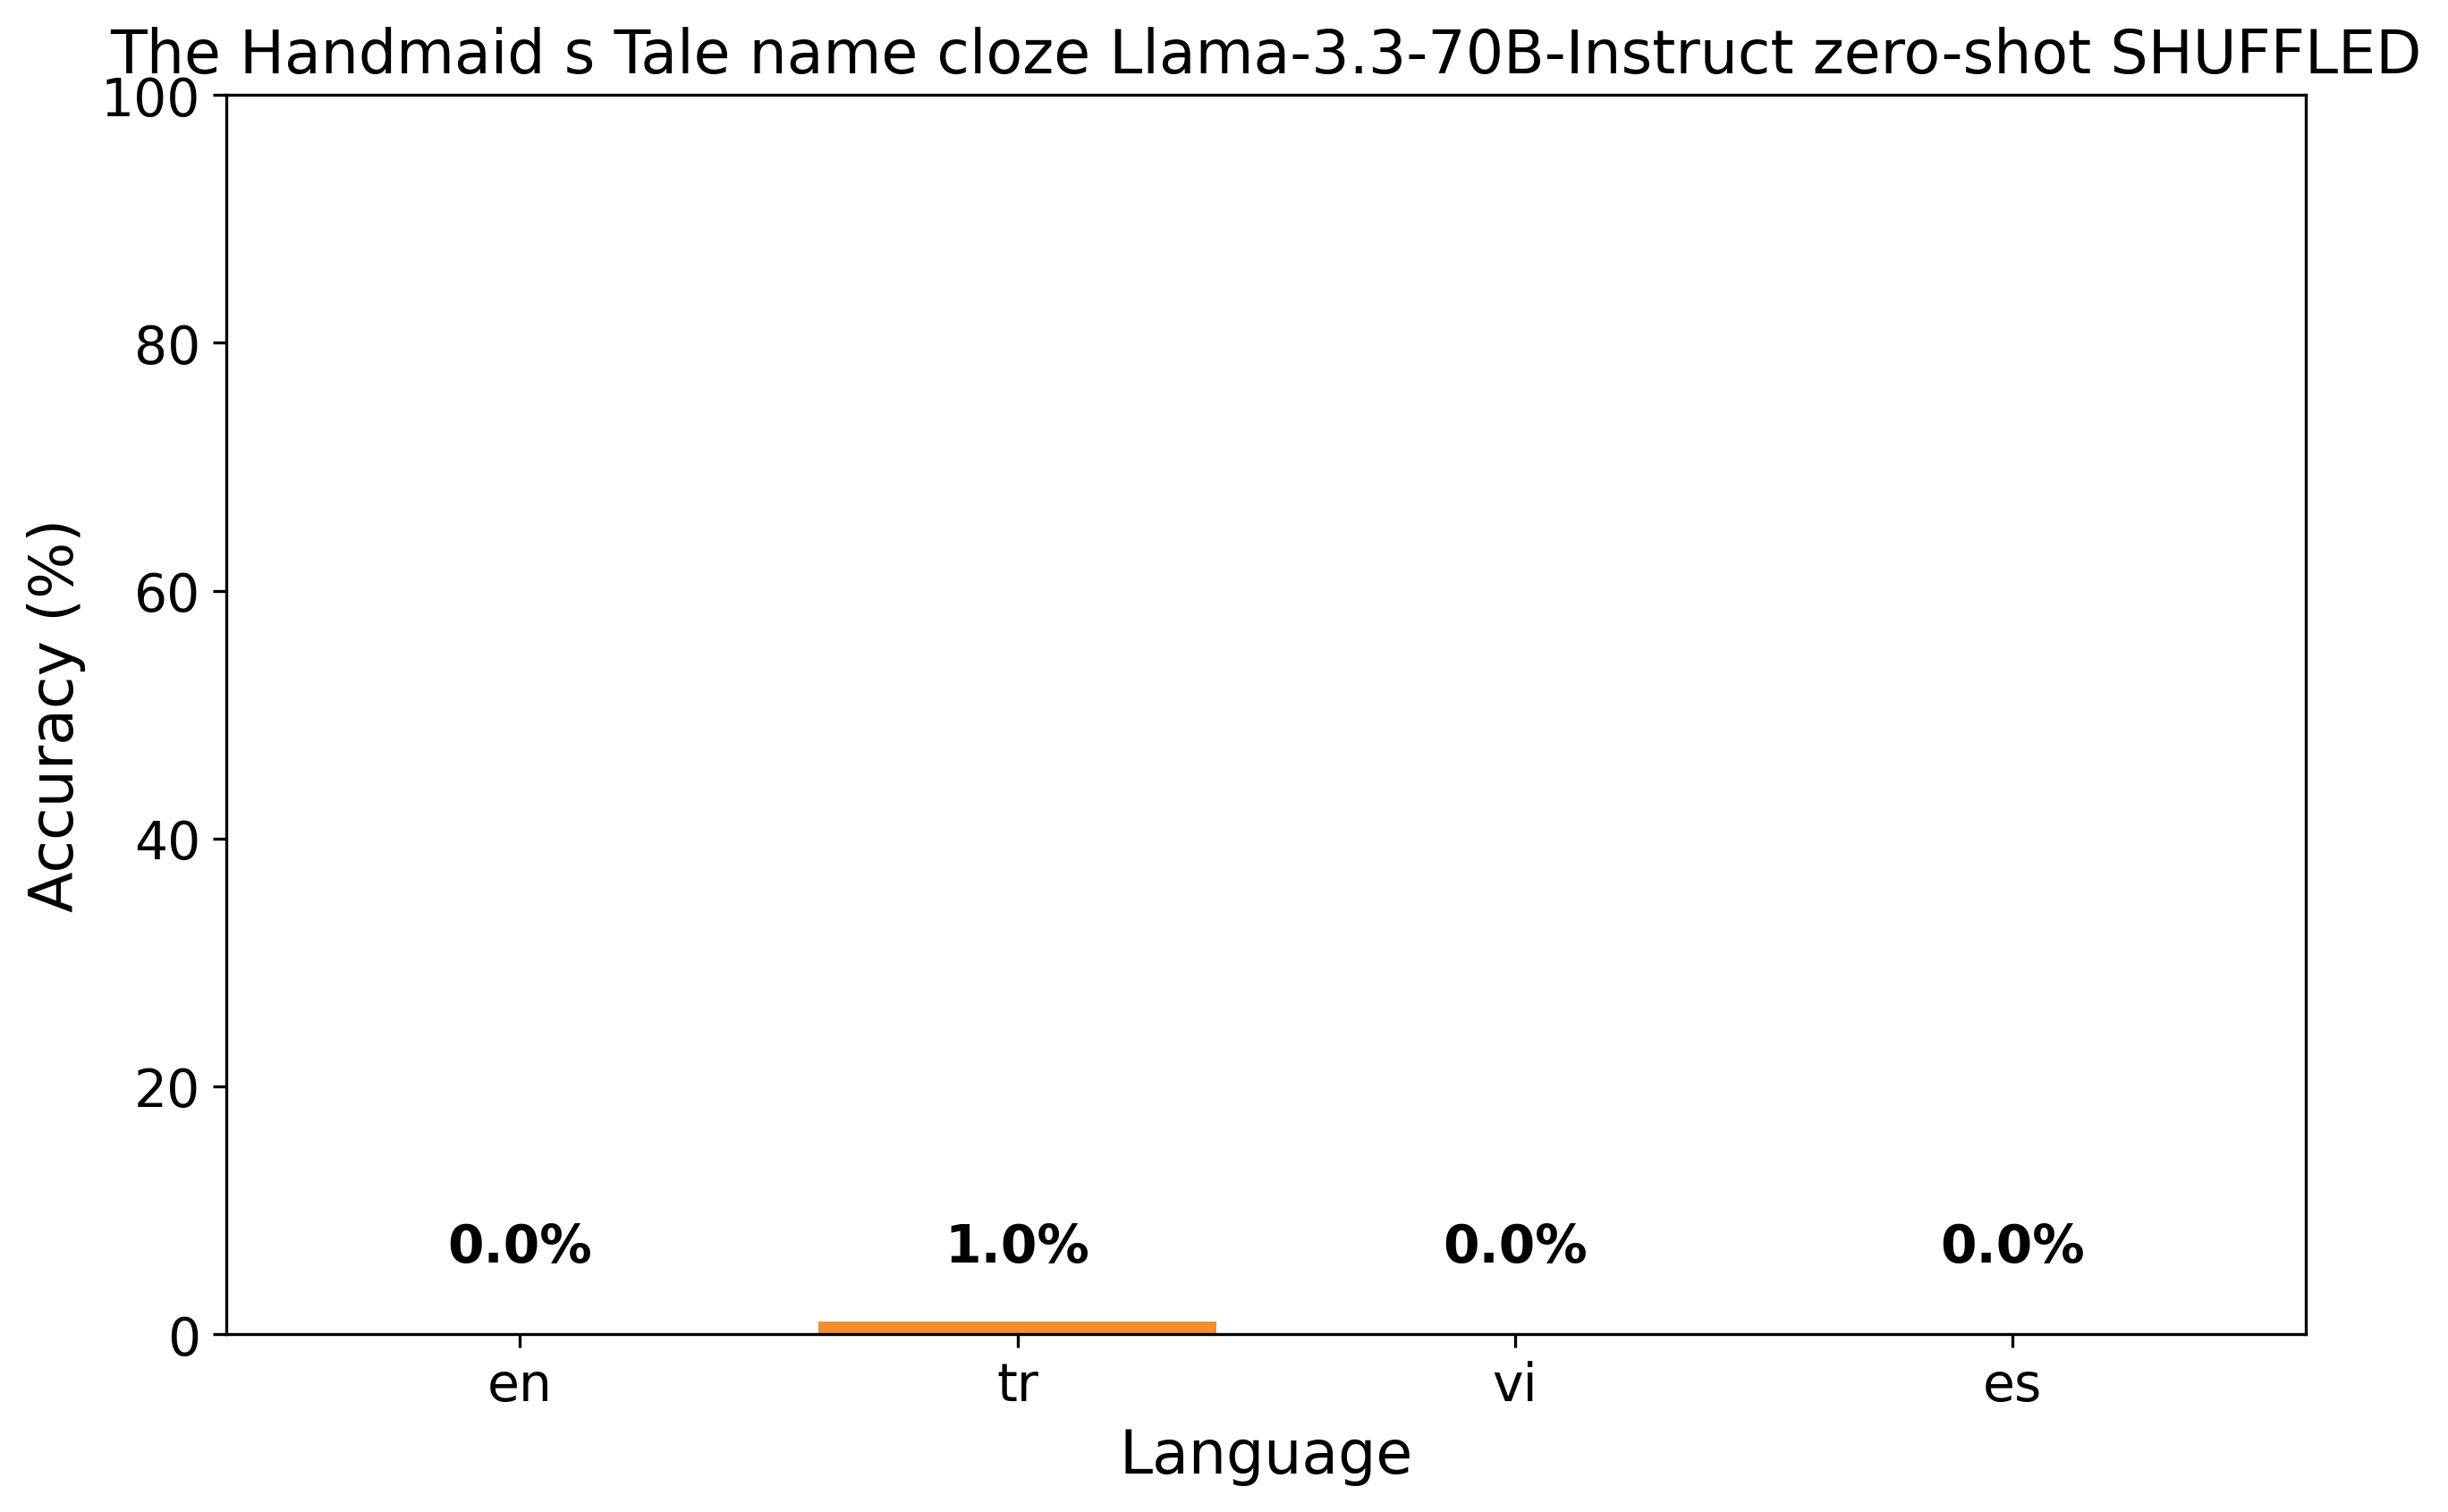 The Handmaid s Tale name cloze Llama-3.3-70B-Instruct zero-shot SHUFFLED
100
80
60
40
20
0
Accuracy (%)
0.0%
1.0%
0.0%
0.0%
en
tr
vi
es
Language